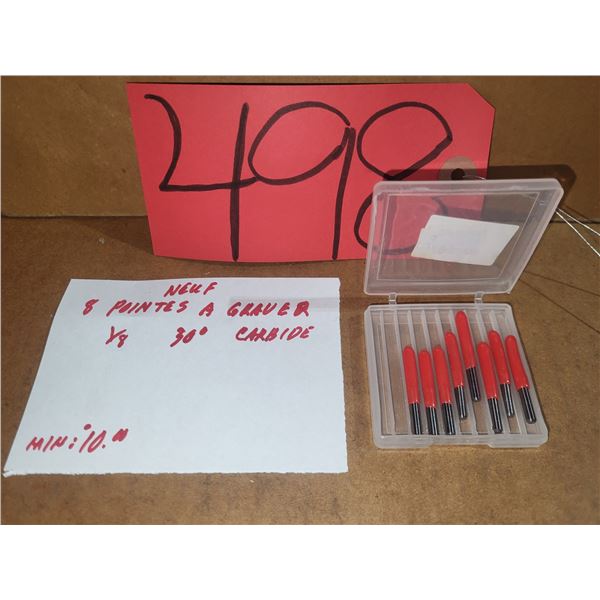 498
NEUF
8 POINTES A GRAVER
1/8 30° CARBIDE
MIN: $10.00